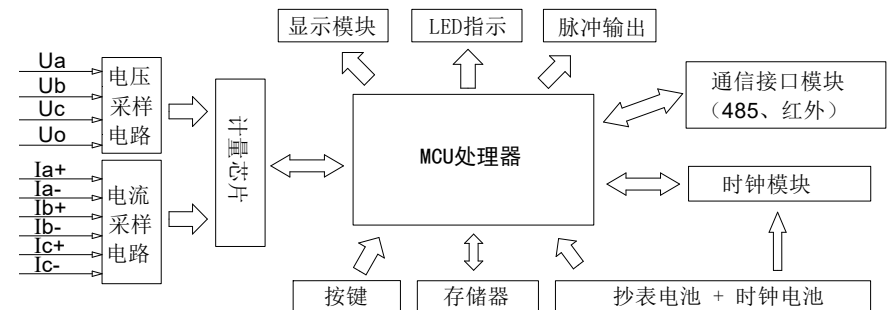 显示模块
LED指示
脉冲输出
Ua
Ub
Uc
Uo
电压
采样
电路
Ia+
Ia-
Ib+
Ib-
Ic+
Ic-
电流
采样
电路
计量芯片
MCU处理器
通信接口模块
（485、红外）
时钟模块
按键
存储器
抄表电池 + 时钟电池